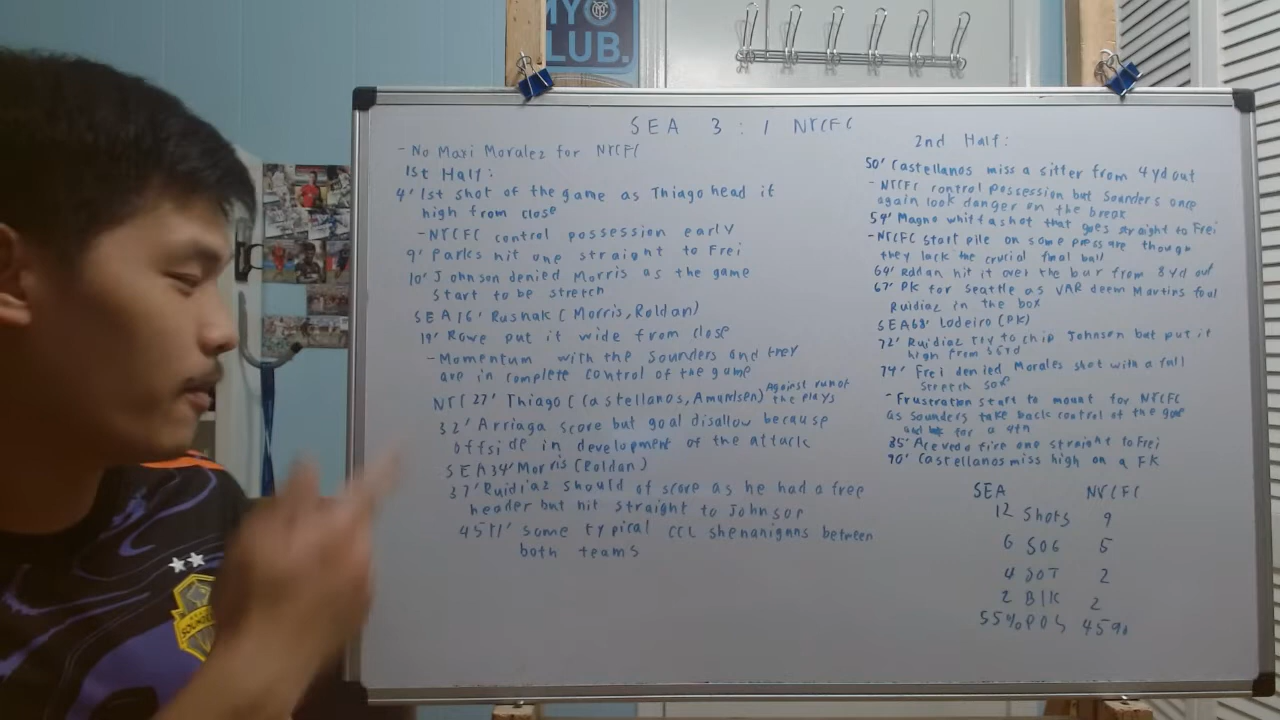 MY
CLUB.
SEA 3 : 1 NYCFC
- No Maxi Moralez for NYCFC
1st Half:
4' 1st shot of the game as Thiago head it
high from close
- NYCFC control possession early
9' Parks hit one straight to Frei
10' Johnson denied Morris as the game
start to be stretch
SEA 16' Rusnak (Morris, Roldan)
19' Rowe put it wide from close
- Momentum with the Sounders and they
are in complete control of the game
NYC 27' Thiago (Castellanos, Amundsen) Against run of
the plays
32' Arriaga score but goal disallow because
offside in development of the attack
SEA 34' Morris (Roldan)
37' Ruidiaz should of score as he had a free
header but hit straight to Johnson
45+1' some typical CCL shenanigans between
both teams
2nd Half:
50' Castellanos miss a sitter from 4yd out
- NYCFC control possession but Sounders once
again look danger on the break
59' Magno whiff a shot that goes straight to Frei
- NYCFC start pile on some pressure though
they lack the crucial final ball
64' Roldan hit it over the bar from 8yd out
67' PK for Seattle as VAR deem Martins foul
Ruidiaz in the box
SEA 68' Lodeiro (PK)
72' Ruidiaz try to chip Johnson but put it
high from 36yd
74' Frei denied Morales shot with a full
stretch save
- Frustration start to mount for NYCFC
as Sounders take back control of the game
and for a 4th
85' Acevedo fire one straight to Frei
90' Castellanos miss high on a FK
SEA NYCFC
12 Shots 9
6 SOG 5
4 SOT 2
2 Blk 2
55% POS 45%
SOUNDERS